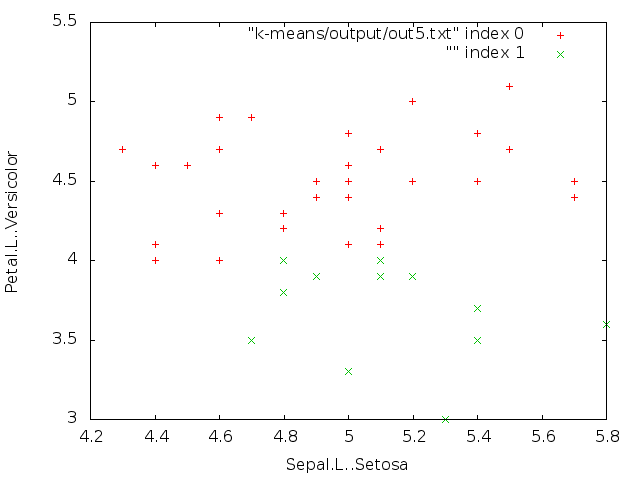 5.5
"k-means/output/out5.txt" index 0
"" index 1
5
4.5
4
3.5
3
Petal.L..Versicolor
4.2 4.4 4.6 4.8 5 5.2 5.4 5.6 5.8
Sepal.L..Setosa